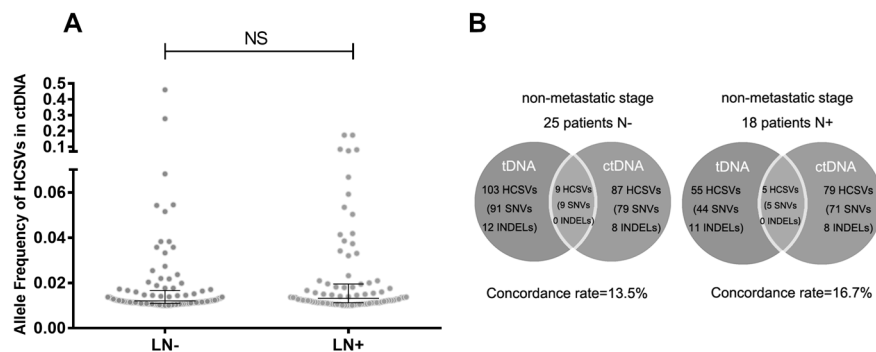 A
NS
Allele Frequency of HCSVs in ctDNA
0.5
0.4
0.3
0.2
0.1
0.06
0.04
0.02
0.00
LN-
LN+
B
non-metastatic stage
25 patients N-
tDNA
ctDNA
103 HCSVs
(91 SNVs
12 INDELs)
9 HCSVs
(9 SNVs
0 INDELs)
87 HCSVs
(79 SNVs
8 INDELs)
Concordance rate=13.5%
non-metastatic stage
18 patients N+
tDNA
ctDNA
55 HCSVs
(44 SNVs
11 INDELs)
5 HCSVs
(5 SNVs
0 INDELs)
79 HCSVs
(71 SNVs
8 INDELs)
Concordance rate=16.7%